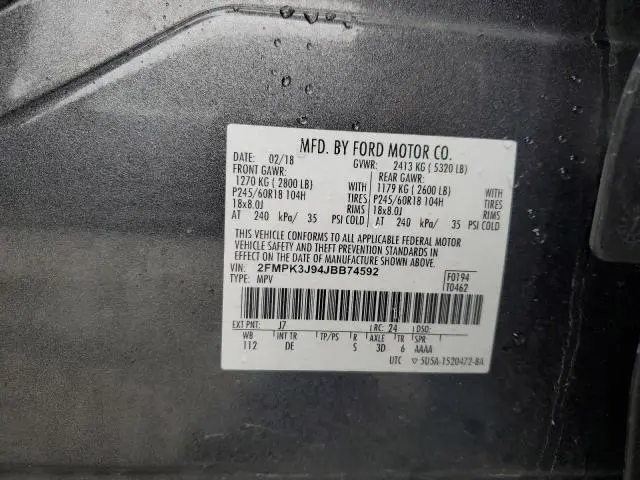 MFD. BY FORD MOTOR CO.
DATE: 02/18 GVWR: 2413 KG ( 5320 LB)
FRONT GAWR: REAR GAWR:
1270 KG ( 2800 LB) WITH 1179 KG ( 2600 LB) WITH
P245/60R18 104H TIRES P245/60R18 104H TIRES
18x8.0J RIMS 18x8.0J RIMS
AT 240 kPa/ 35 PSI COLD AT 240 kPa/ 35 PSI COLD
THIS VEHICLE CONFORMS TO ALL APPLICABLE FEDERAL MOTOR
VEHICLE SAFETY AND THEFT PREVENTION STANDARDS IN
EFFECT ON THE DATE OF MANUFACTURE SHOWN ABOVE.
VIN: 2FMPK3J94JBB74592 F0194
TYPE: MPV T0462
EXT PNT: J7 RC: 24 DSO:
WB INT TR TP/PS R AXLE TR SPR
112 DE 5 3D 6 AAAA
UTC ▽ 5U5A-1520472-BA